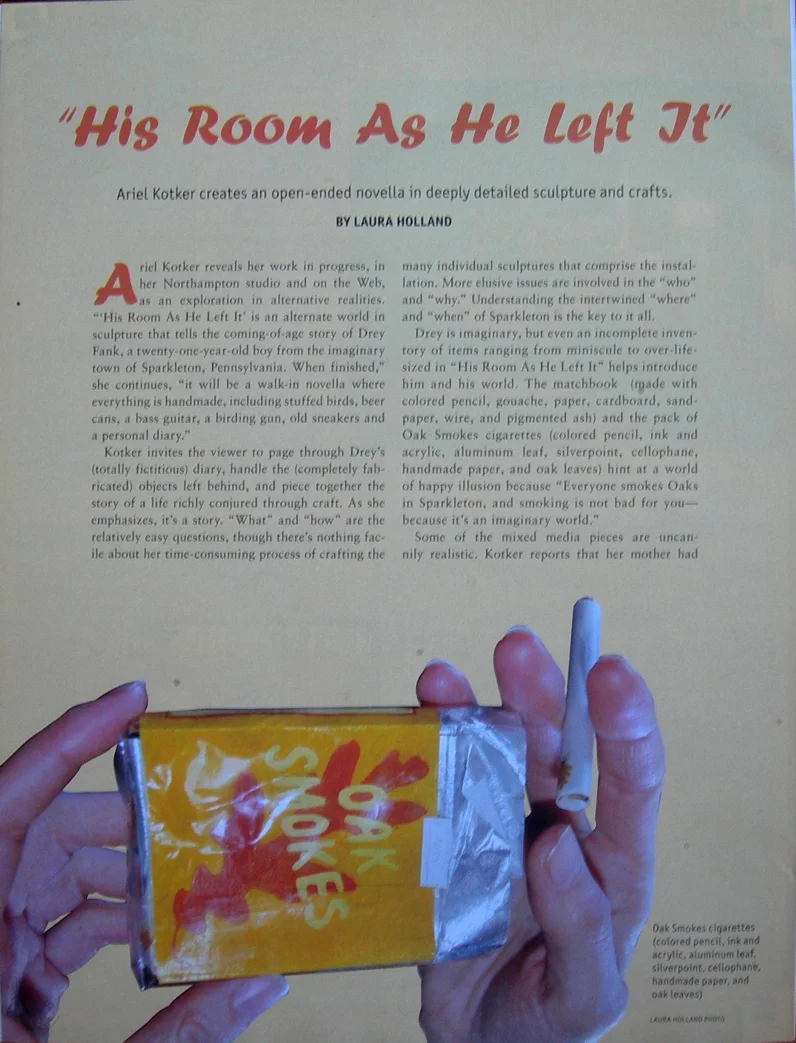 "His Room As He Left It"
Ariel Kotker creates an open-ended novella in deeply detailed sculpture and crafts.
BY LAURA HOLLAND
Ariel Kotker reveals her work in progress, in
her Northampton studio and on the Web,
as an exploration in alternative realities.
"'His Room As He Left It' is an alternate world in
sculpture that tells the coming-of-age story of Drey
Fank, a twenty-one-year-old boy from the imaginary
town of Sparkleton, Pennsylvania. When finished,"
she continues, "it will be a walk-in novella where
everything is handmade, including stuffed birds, beer
cans, a bass guitar, a birding gun, old sneakers and
a personal diary."
Kotker invites the viewer to page through Drey's
(totally fictitious) diary, handle the (completely fab-
ricated) objects left behind, and piece together the
story of a life richly conjured through craft. As she
emphasizes, it's a story. "What" and "how" are the
relatively easy questions, though there's nothing fac-
ile about her time-consuming process of crafting the
many individual sculptures that comprise the instal-
lation. More elusive issues are involved in the "who"
and "why." Understanding the intertwined "where"
and "when" of Sparkleton is the key to it all.
Drey is imaginary, but even an incomplete inven-
tory of items ranging from miniscule to over-life-
sized in "His Room As He Left It" helps introduce
him and his world. The matchbook (made with
colored pencil, gouache, paper, cardboard, sand-
paper, wire, and pigmented ash) and the pack of
Oak Smokes cigarettes (colored pencil, ink and
acrylic, aluminum leaf, silverpoint, cellophane,
handmade paper, and oak leaves) hint at a world
of happy illusion because "Everyone smokes Oaks
in Sparkleton, and smoking is not bad for you—
because it's an imaginary world."
Some of the mixed media pieces are uncan-
nily realistic. Kotker reports that her mother had
OAK
SMOKES
Oak Smokes cigarettes
(colored pencil, ink and
acrylic, aluminum leaf,
silverpoint, cellophane,
handmade paper, and
oak leaves)
LAURA HOLLAND PHOTO